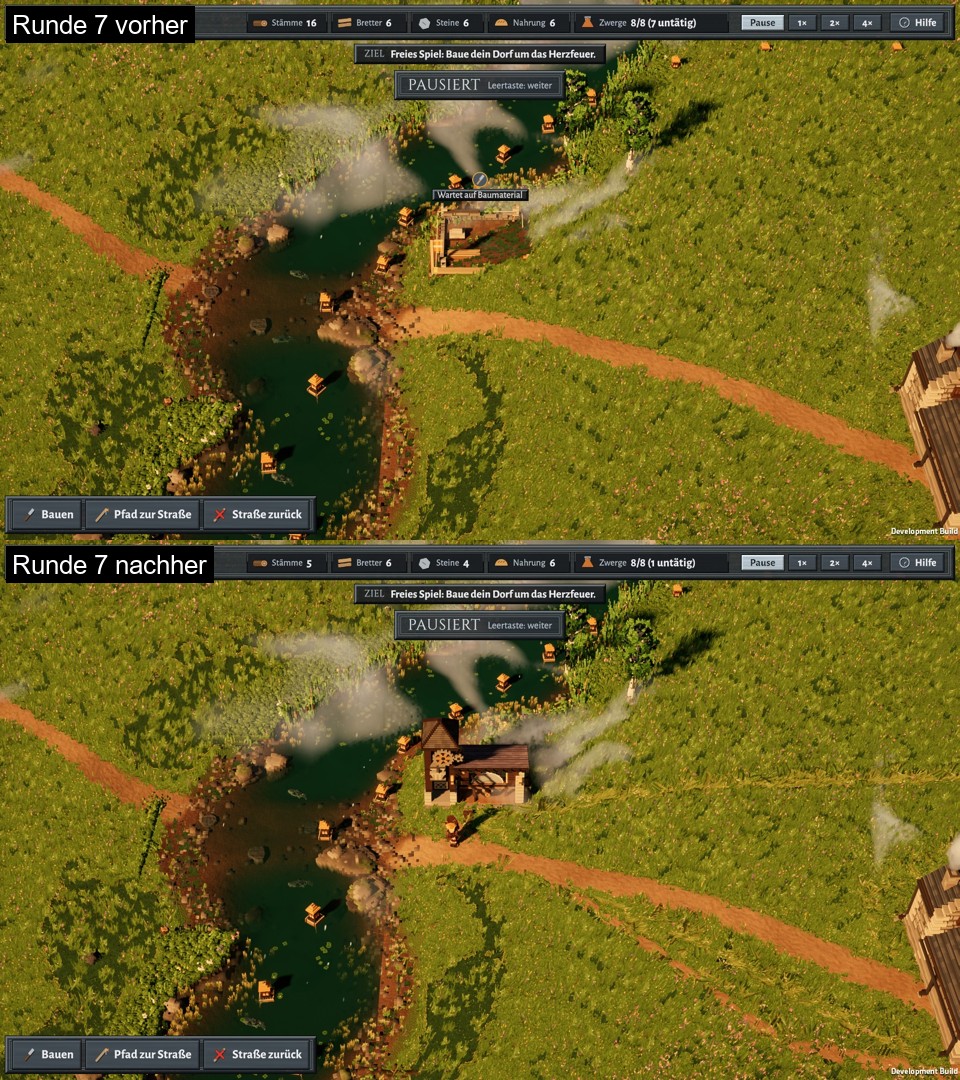 Runde 7 vorher
Stämme 16 Bretter 6 Steine 6 Nahrung 6 Zwerge 8/8 (7 untätig) Pause 1× 2× 4× Hilfe
ZIEL Freies Spiel: Baue dein Dorf um das Herzfeuer.
PAUSIERT Leertaste: weiter
Wartet auf Baumaterial
Bauen Pfad zur Straße Straße zurück
Development Build
Runde 7 nachher
Stämme 5 Bretter 6 Steine 4 Nahrung 6 Zwerge 8/8 (1 untätig) Pause 1× 2× 4× Hilfe
ZIEL Freies Spiel: Baue dein Dorf um das Herzfeuer.
PAUSIERT Leertaste: weiter
Bauen Pfad zur Straße Straße zurück
Development Build